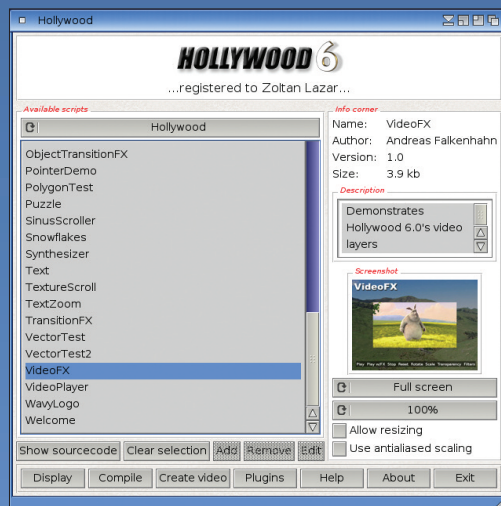 Hollywood
HOLLYWOOD 6
...registered to Zoltan Lazar...
Available scripts
Hollywood
ObjectTransitionFX
PointerDemo
PolygonTest
Puzzle
SinusScroller
Snowflakes
Synthesizer
Text
TextureScroll
TextZoom
TransitionFX
VectorTest
VectorTest2
VideoFX
VideoPlayer
WavyLogo
Welcome
Show sourcecode Clear selection Add Remove Edit
Info corner
Name: VideoFX
Author: Andreas Falkenhahn
Version: 1.0
Size: 3.9 kb
Description
Demonstrates
Hollywood 6.0's video
layers
Screenshot
VideoFX
Full screen
100%
Allow resizing
Use antialiased scaling
Display Compile Create video Plugins Help About Exit